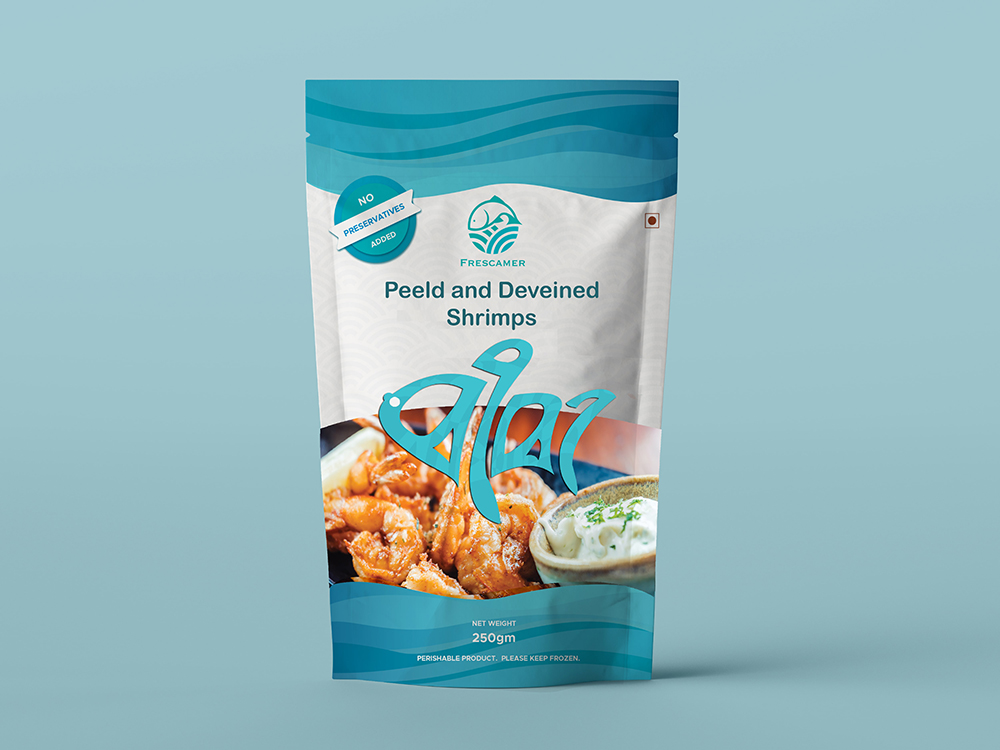 NO
PRESERVATIVES
ADDED
FRESCAMER
Peeld and Deveined
Shrimps
NET WEIGHT
250gm
PERISHABLE PRODUCT. PLEASE KEEP FROZEN.